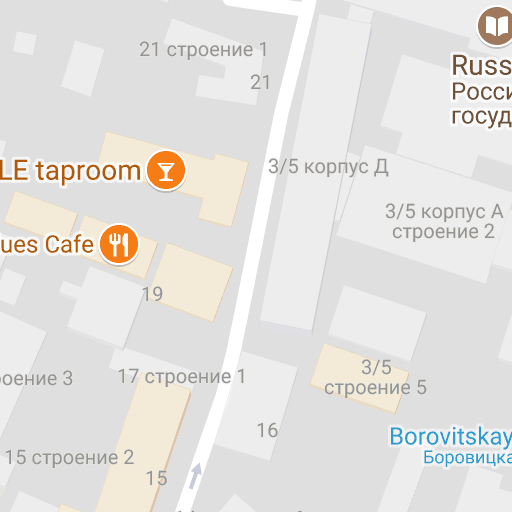 21 строение 1
21
Russ
Росси
госуд
LE taproom
3/5 корпус Д
3/5 корпус А
строение 2
ues Cafe
19
3/5
строение 5
17 строение 1
роение 3
16
Borovitskay
Боровицка
15 строение 2
15